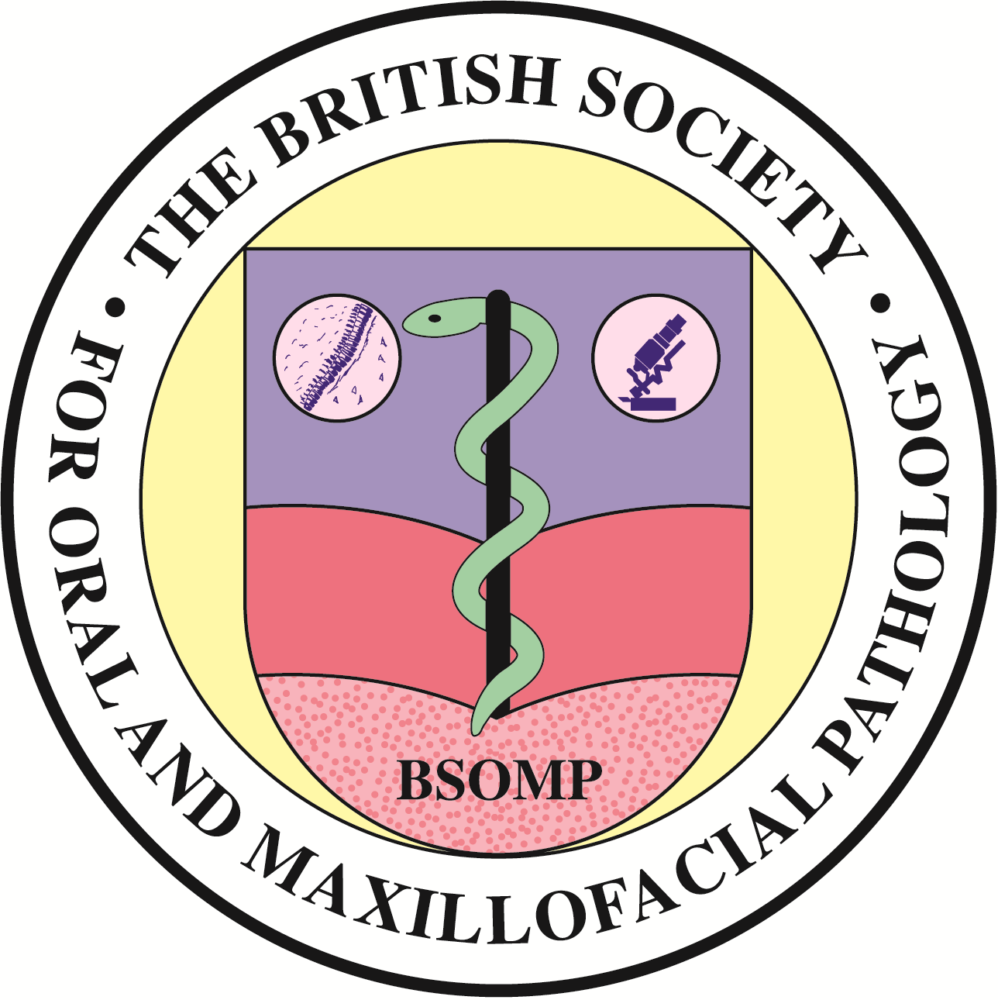 THE BRITISH SOCIETY
• FOR ORAL AND MAXILLOFACIAL PATHOLOGY •
BSOMP